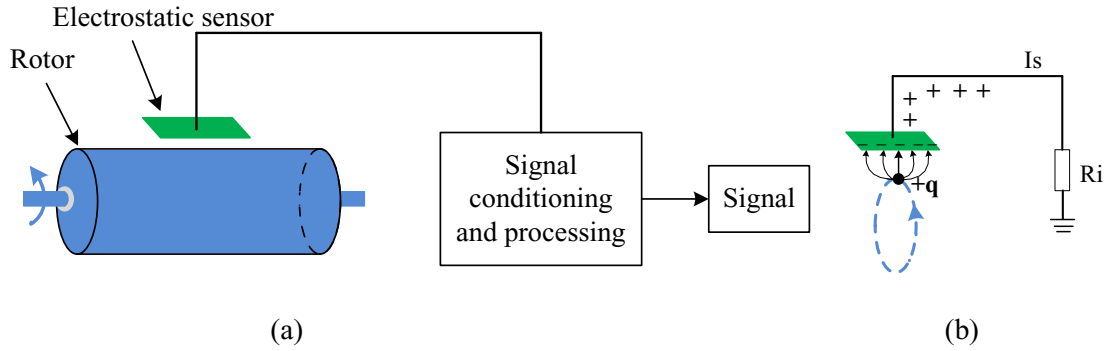 Electrostatic sensor
Rotor
Signal
conditioning
and processing
Signal
(a)
Is
+ + + +
+
- - - - - -
+q
Ri
(b)